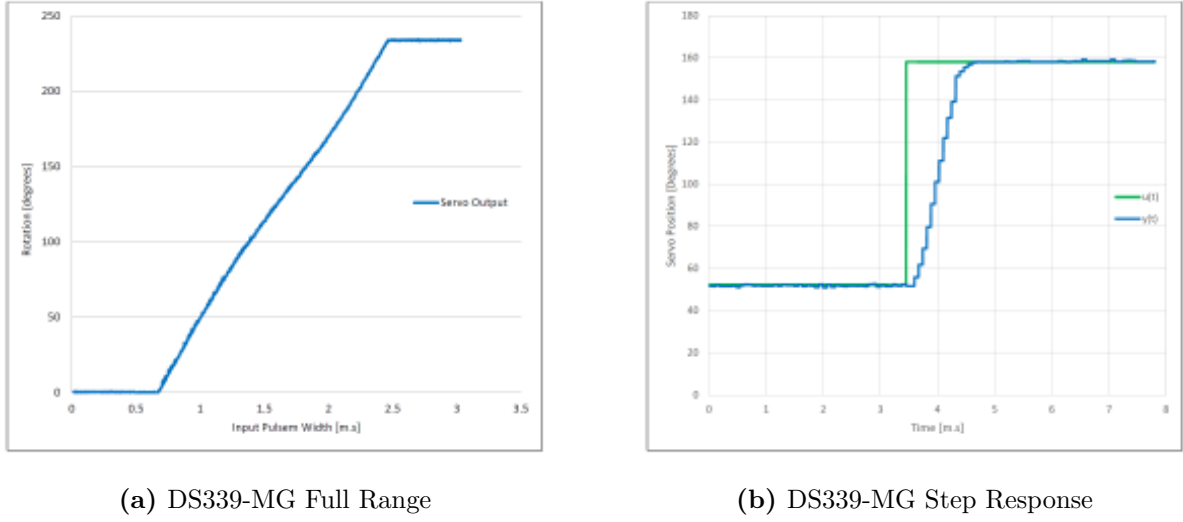 250
200
150
100
50
0
Rotation [degrees]
0 0.5 1 1.5 2 2.5 3 3.5
Input Pulsem Width [m.s]
Servo Output
(a) DS339-MG Full Range
180
160
140
120
100
80
60
40
20
0
Servo Position [Degrees]
0 1 2 3 4 5 6 7 8
Time [m.s]
u(t)
y(t)
(b) DS339-MG Step Response